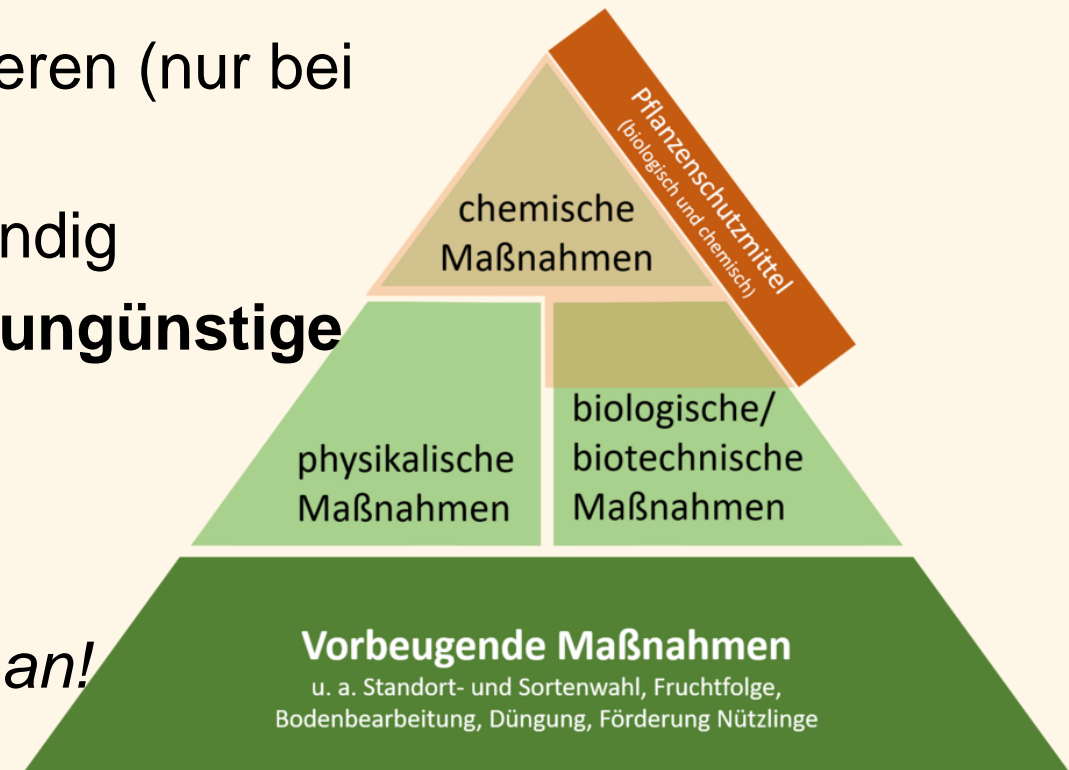 eren (nur bei
ndig
ungünstige
an!
Pflanzenschutzmittel
(biologisch und chemisch)
chemische
Maßnahmen
physikalische
Maßnahmen
biologische/
biotechnische
Maßnahmen
Vorbeugende Maßnahmen
u. a. Standort- und Sortenwahl, Fruchtfolge,
Bodenbearbeitung, Düngung, Förderung Nützlinge